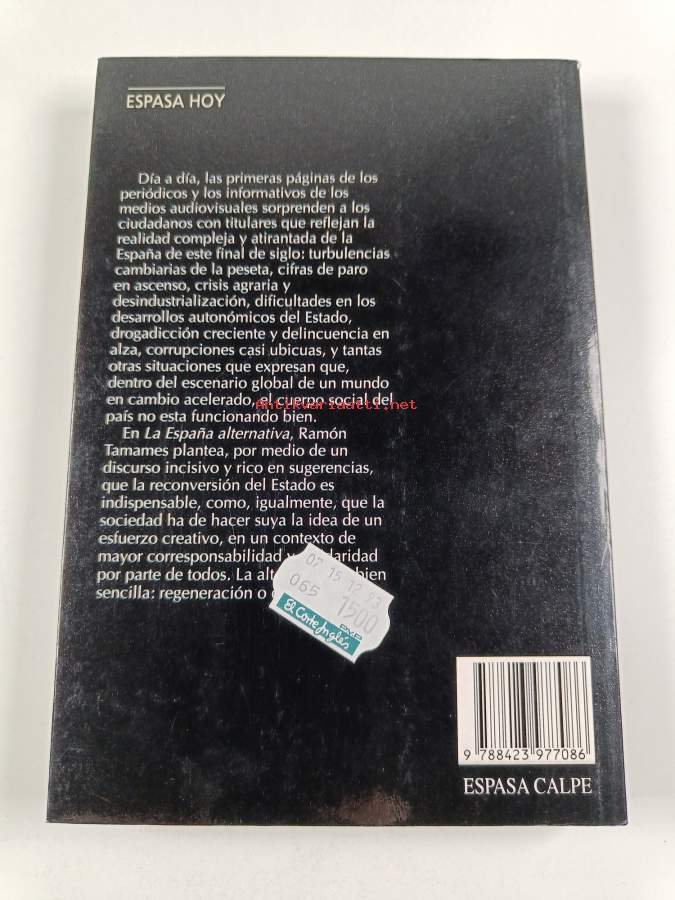 ESPASA HOY
Día a día, las primeras páginas de los
periódicos y los informativos de los
medios audiovisuales sorprenden a los
ciudadanos con titulares que reflejan la
realidad compleja y atirantada de la
España de este final de siglo: turbulencias
cambiarias de la peseta, cifras de paro
en ascenso, crisis agraria y
desindustrialización, dificultades en los
desarrollos autonómicos del Estado,
drogadicción creciente y delincuencia en
alza, corrupciones casi ubicuas, y tantas
otras situaciones que expresan que,
dentro del escenario global de un mundo
en cambio acelerado, el cuerpo social del
Antikvariaatti.net
país no esta funcionando bien.
En La España alternativa, Ramón
Tamames plantea, por medio de un
discurso incisivo y rico en sugerencias,
que la reconversión del Estado es
indispensable, como, igualmente, que la
sociedad ha de hacer suya la idea de un
esfuerzo creativo, en un contexto de
mayor corresponsabilidad y
por parte de todos. La bien
sencilla: regeneración o
07 15 12 93
065 1500
El Corte Inglés
9 788423 977086
ESPASA CALPE